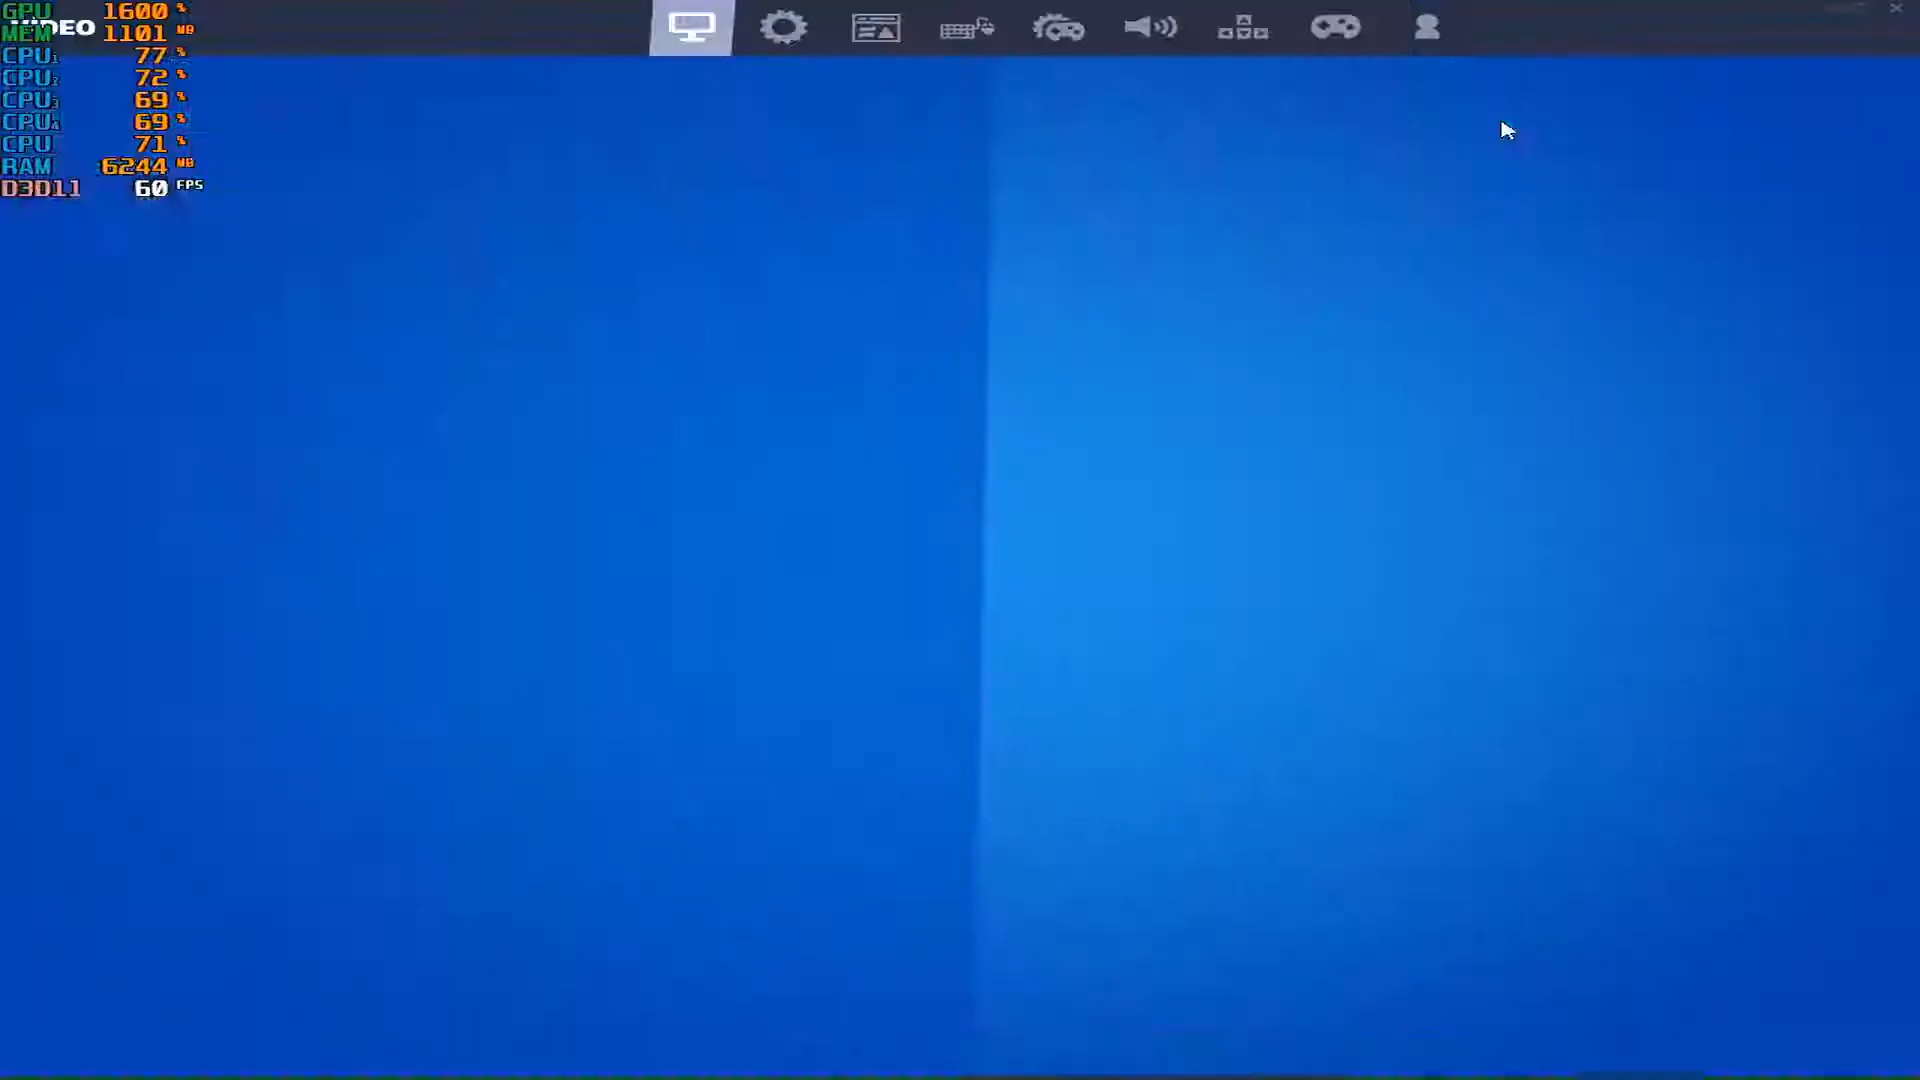 GPU 1600 %
MEM 1101 MB
VIDEO
CPU1 77 %
CPU2 72 %
CPU3 69 %
CPU4 69 %
CPU 71 %
RAM 6244 MB
D3D11 60 FPS